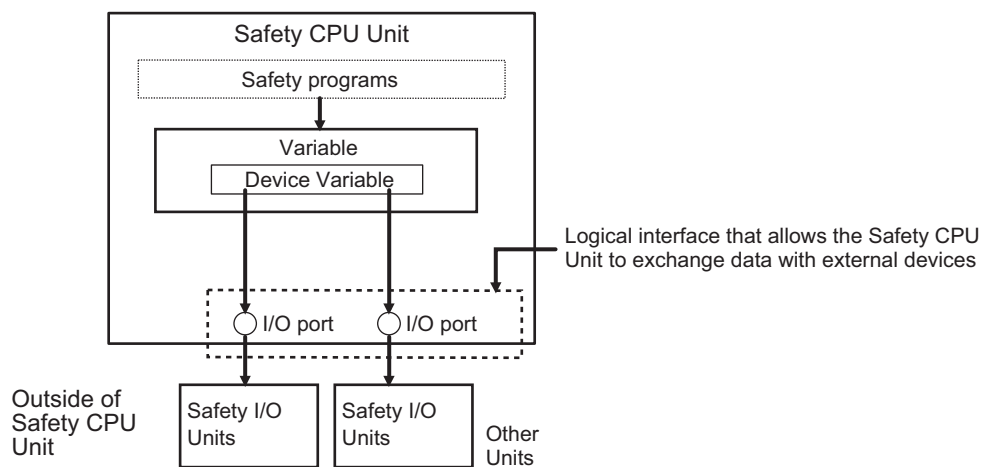 Safety CPU Unit
Safety programs
Variable
Device Variable
Logical interface that allows the Safety CPU
Unit to exchange data with external devices
I/O port
I/O port
Outside of
Safety CPU
Unit
Safety I/O
Units
Safety I/O
Units
Other
Units